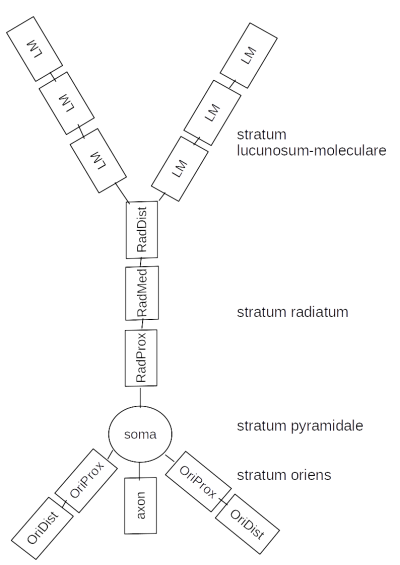 LM
LM
LM
LM
LM
LM
stratum
lucunosum-moleculare
RadDist
RadMed
stratum radiatum
RadProx
soma
stratum pyramidale
OriProx
OriProx
stratum oriens
axon
OriDist
OriDist